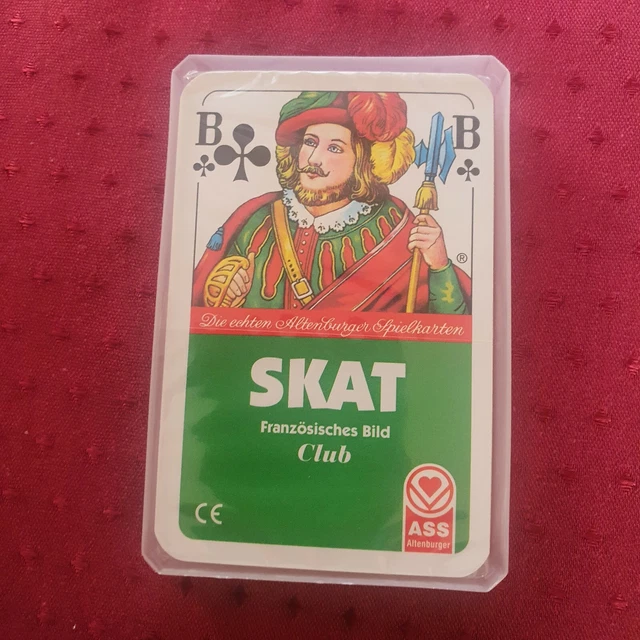 B B
®
Die echten Altenburger Spielkarten
SKAT
Französisches Bild
Club
CE
ASS
Altenburger